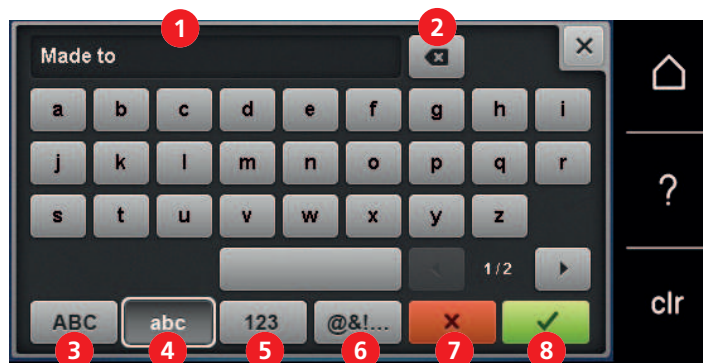 1 2
Made to
a b c d e f g h i
j k l m n o p q r
?
s t u v w x y z
1/2
clr
ABC abc 123 @&!...
3 4 5 6 7 8